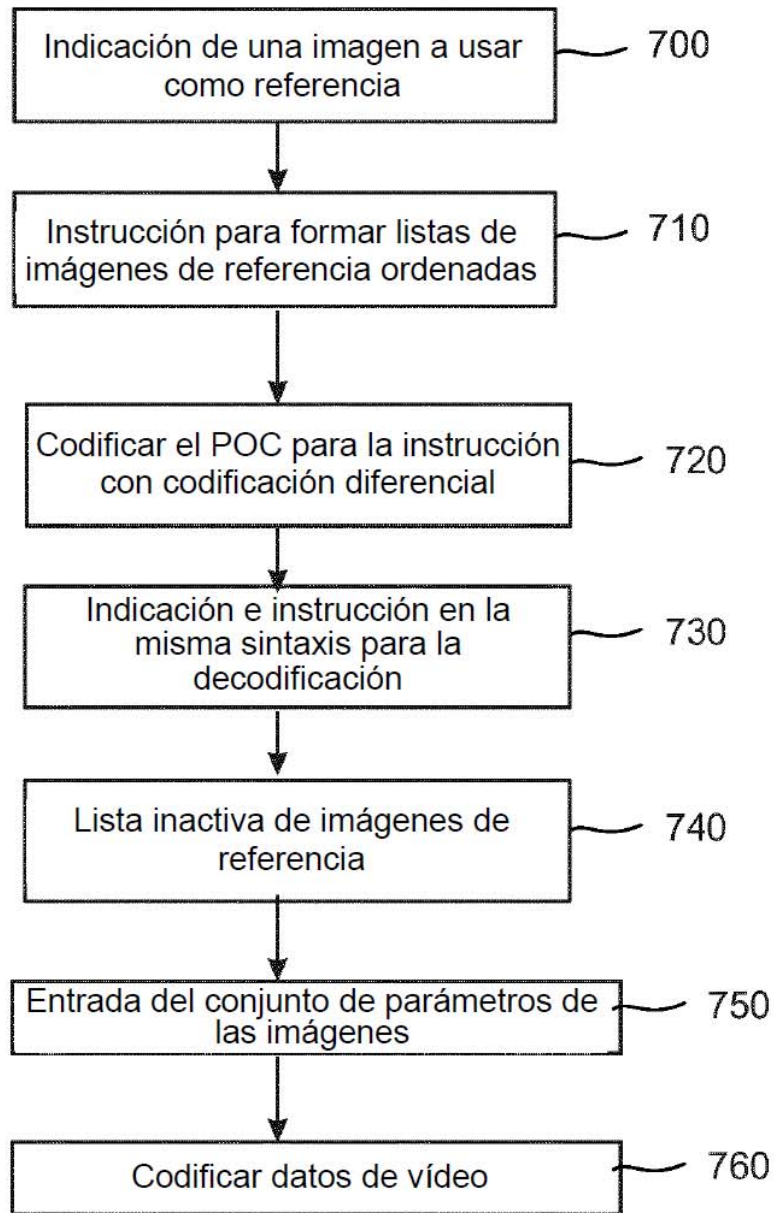 Indicación de una imagen a usar
como referencia
700
Instrucción para formar listas de
imágenes de referencia ordenadas
710
Codificar el POC para la instrucción
con codificación diferencial
720
Indicación e instrucción en la
misma sintaxis para la
decodificación
730
Lista inactiva de imágenes de
referencia
740
Entrada del conjunto de parámetros de
las imágenes
750
Codificar datos de vídeo
760